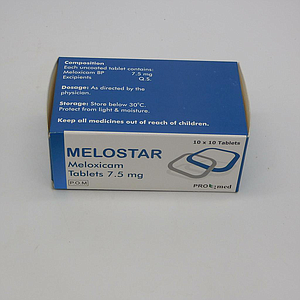 Composition
Each uncoated tablet contains:
Meloxicam BP 7.5 mg
Excipients Q.S.
Dosage: As directed by the
physician.
Storage: Store below 30°C.
Protect from light & moisture.
Keep all medicines out of reach of children.
10 x 10 Tablets
MELOSTAR
Meloxicam
Tablets 7.5 mg
P.O.M